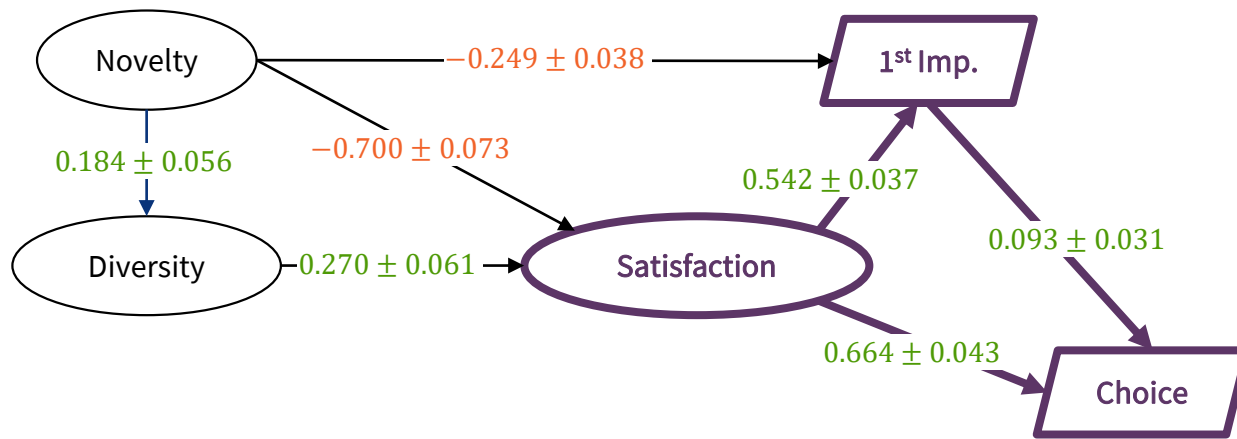 Novelty
−0.249 ± 0.038
1st Imp.
0.184 ± 0.056
−0.700 ± 0.073
0.542 ± 0.037
0.093 ± 0.031
Diversity
0.270 ± 0.061
Satisfaction
0.664 ± 0.043
Choice